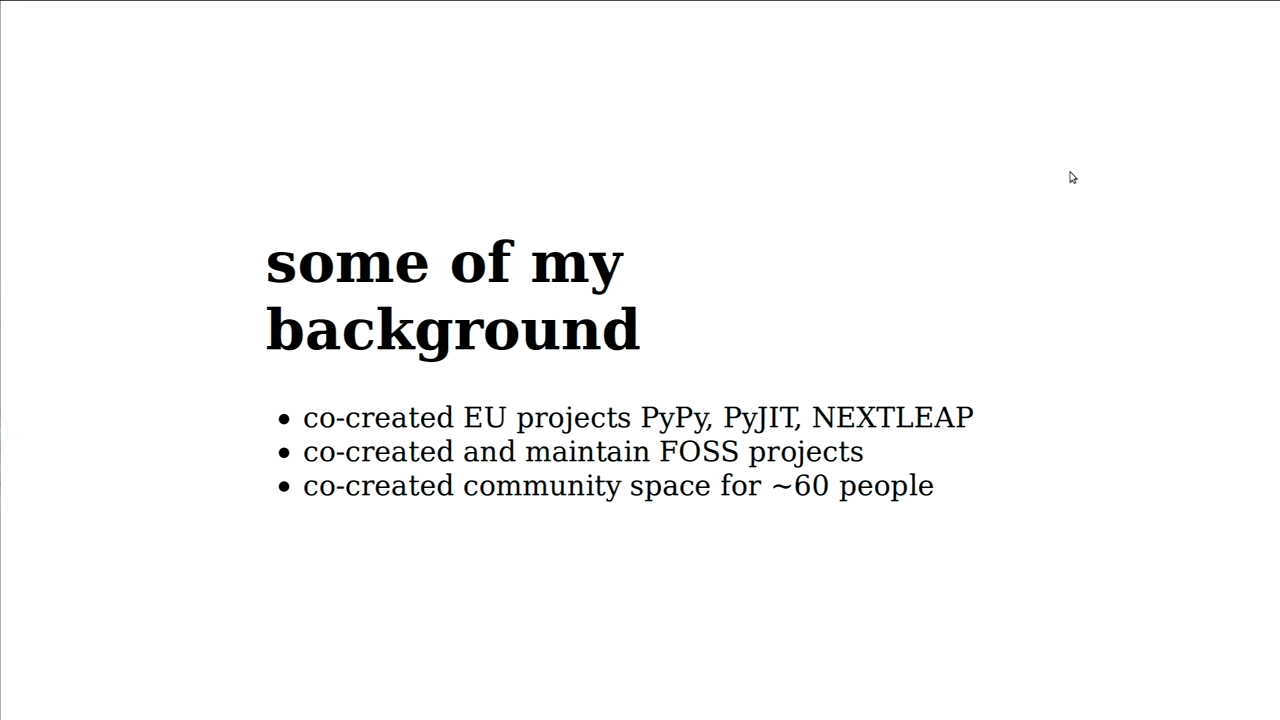 some of my
background
• co-created EU projects PyPy, PyJIT, NEXTLEAP
• co-created and maintain FOSS projects
• co-created community space for ~60 people